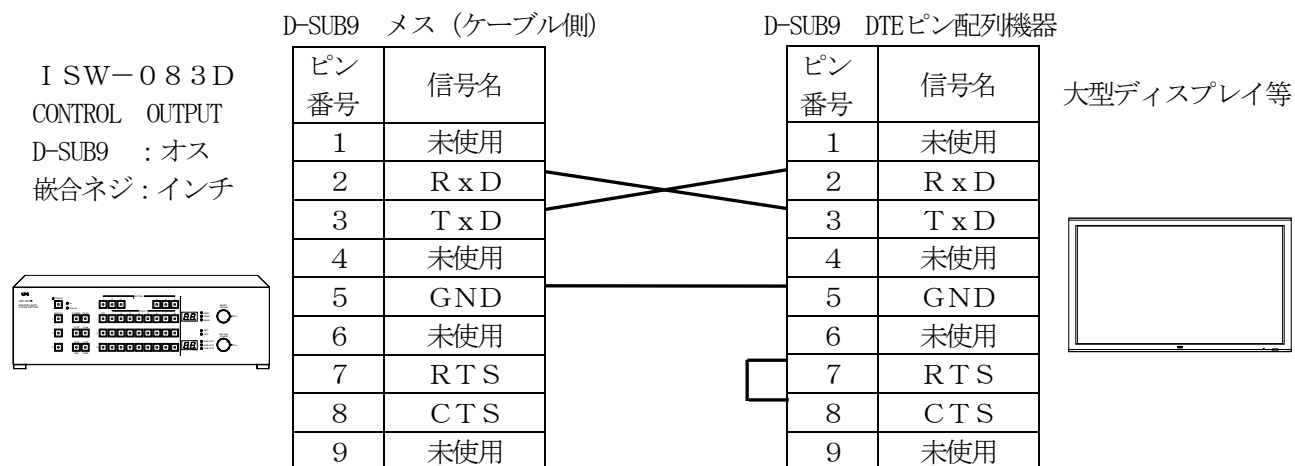 D-SUB9 メス（ケーブル側） D-SUB9 DTEピン配列機器
ＩＳＷ－０８３Ｄ
CONTROL OUTPUT
D-SUB9 ：オス
嵌合ネジ：インチ
ピン番号 信号名
1 未使用
2 ＲｘＤ
3 ＴｘＤ
4 未使用
5 GND
6 未使用
7 ＲＴＳ
8 ＣＴＳ
9 未使用
ピン番号 信号名
1 未使用
2 ＲｘＤ
3 ＴｘＤ
4 未使用
5 GND
6 未使用
7 ＲＴＳ
8 ＣＴＳ
9 未使用
大型ディスプレイ等